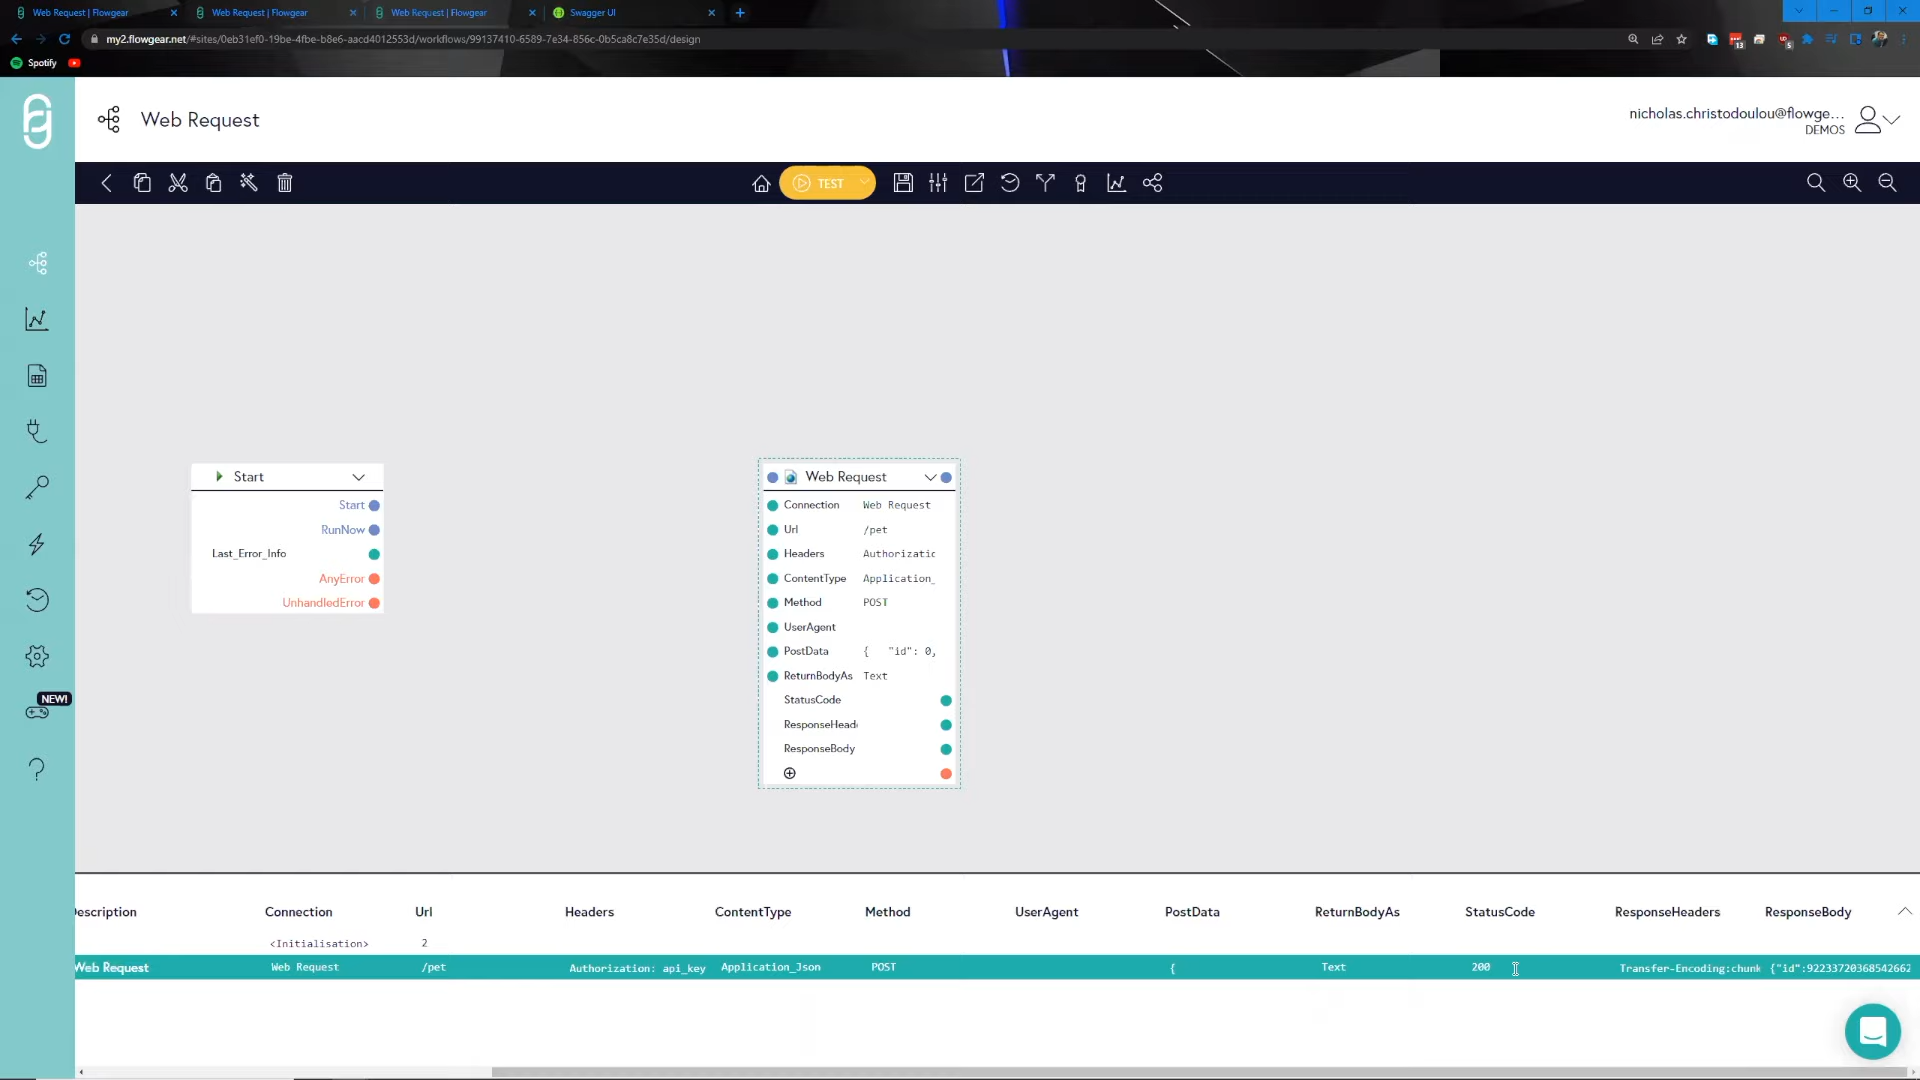 Web Request | Flowgear
Web Request | Flowgear
Web Request | Flowgear
Swagger UI
my2.flowgear.net/#sites/0eb31ef0-19be-4fbe-b8e6-aacd4012553d/workflows/99137410-6589-7e34-856c-0b5ca8c7e35d/design
13
5
Spotify
Web Request
nicholas.christodoulou@flowge...
DEMOS
TEST
NEW!
Start
Start
RunNow
Last_Error_Info
AnyError
UnhandledError
Web Request
Connection Web Request
Url /pet
Headers Authorizatic
ContentType Application_
Method POST
UserAgent
PostData { "id": 0,
ReturnBodyAs Text
StatusCode
ResponseHead
ResponseBody
escription Connection Url Headers ContentType Method UserAgent PostData ReturnBodyAs StatusCode ResponseHeaders ResponseBody
<Initialisation> 2
Web Request Web Request /pet Authorization: api_key Application_Json POST { Text 200 Transfer-Encoding:chunk {"id":92233720368542662